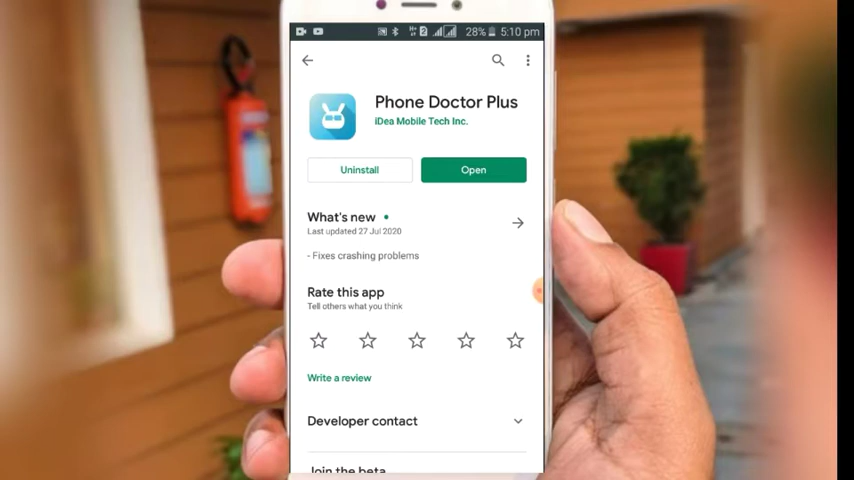 28% 5:10 pm
Phone Doctor Plus
iDea Mobile Tech Inc.
Uninstall
Open
What's new
Last updated 27 Jul 2020
- Fixes crashing problems
Rate this app
Tell others what you think
Write a review
Developer contact
Join the beta